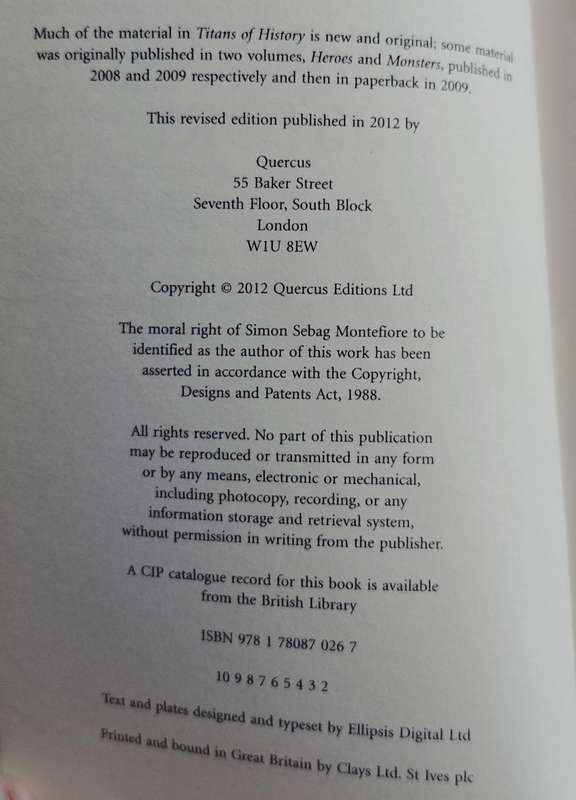 Much of the material in Titans of History is new and original; some material
was originally published in two volumes, Heroes and Monsters, published in
2008 and 2009 respectively and then in paperback in 2009.
This revised edition published in 2012 by
Quercus
55 Baker Street
Seventh Floor, South Block
London
W1U 8EW
Copyright © 2012 Quercus Editions Ltd
The moral right of Simon Sebag Montefiore to be
identified as the author of this work has been
asserted in accordance with the Copyright,
Designs and Patents Act, 1988.
All rights reserved. No part of this publication
may be reproduced or transmitted in any form
or by any means, electronic or mechanical,
including photocopy, recording, or any
information storage and retrieval system,
without permission in writing from the publisher.
A CIP catalogue record for this book is available
from the British Library
ISBN 978 1 78087 026 7
10 9 8 7 6 5 4 3 2
Text and plates designed and typeset by Ellipsis Digital Ltd
Printed and bound in Great Britain by Clays Ltd. St Ives plc